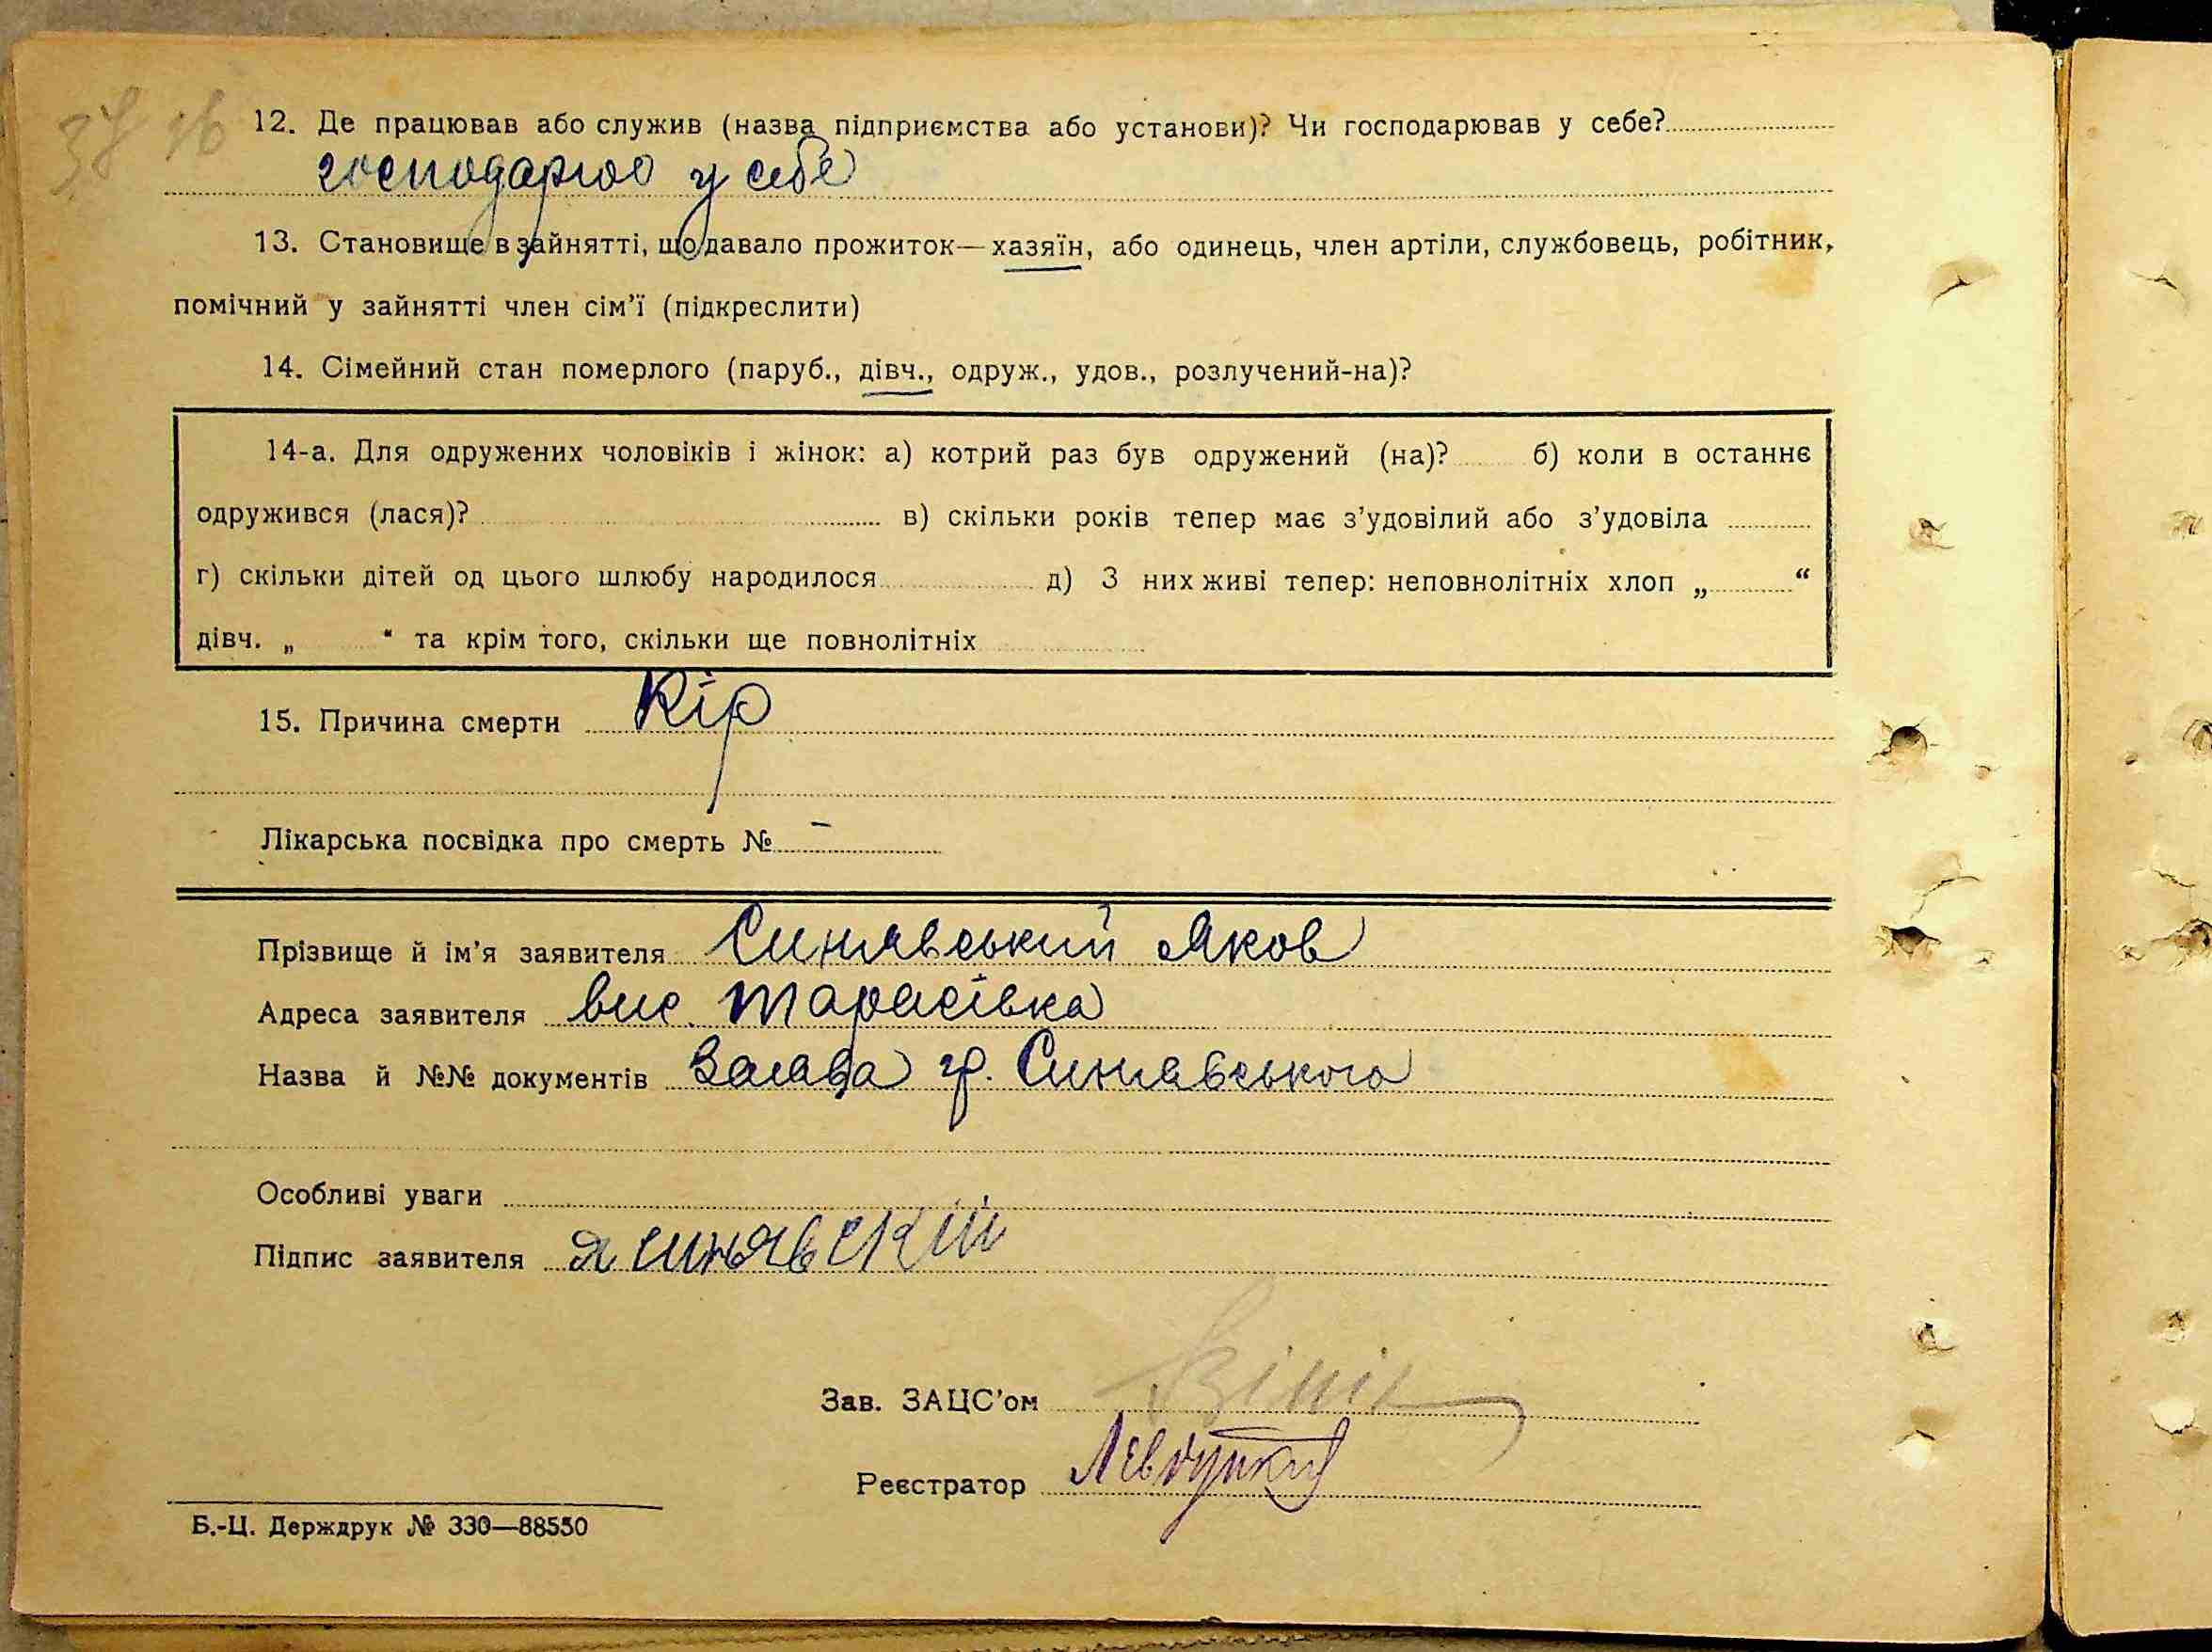 12. Де працював або служив (назва підприємства або установи)? Чи господарював у себе?
господарюв у себе
13. Становище в зайнятті, що давало прожиток—хазяїн, або одинець, член артіли, службовець, робітник,
помічний у зайнятті член сім'ї (підкреслити)
14. Сімейний стан померлого (паруб., дівч., одруж., удов., розлучений-на)?
14-а. Для одружених чоловіків і жінок: а) котрий раз був одружений (на)? б) коли в останнє
одружився (лася)? в) скільки років тепер має з'удовілий або з'удовіла
г) скільки дітей од цього шлюбу народилося д) З них живі тепер: неповнолітніх хлоп „ “
дівч. „ “ та крім того, скільки ще повнолітніх
15. Причина смерти Кір
Лікарська посвідка про смерть № –
Прізвище й ім'я заявителя Синявський Яков
Адреса заявителя вис. Тарасівка
Назва й №№ документів Заява гр. Синявського
Особливі уваги
Підпис заявителя Я Синявский
Зав. ЗАЦС'ом
Реєстратор
Б.-Ц. Держдрук № 330—88550